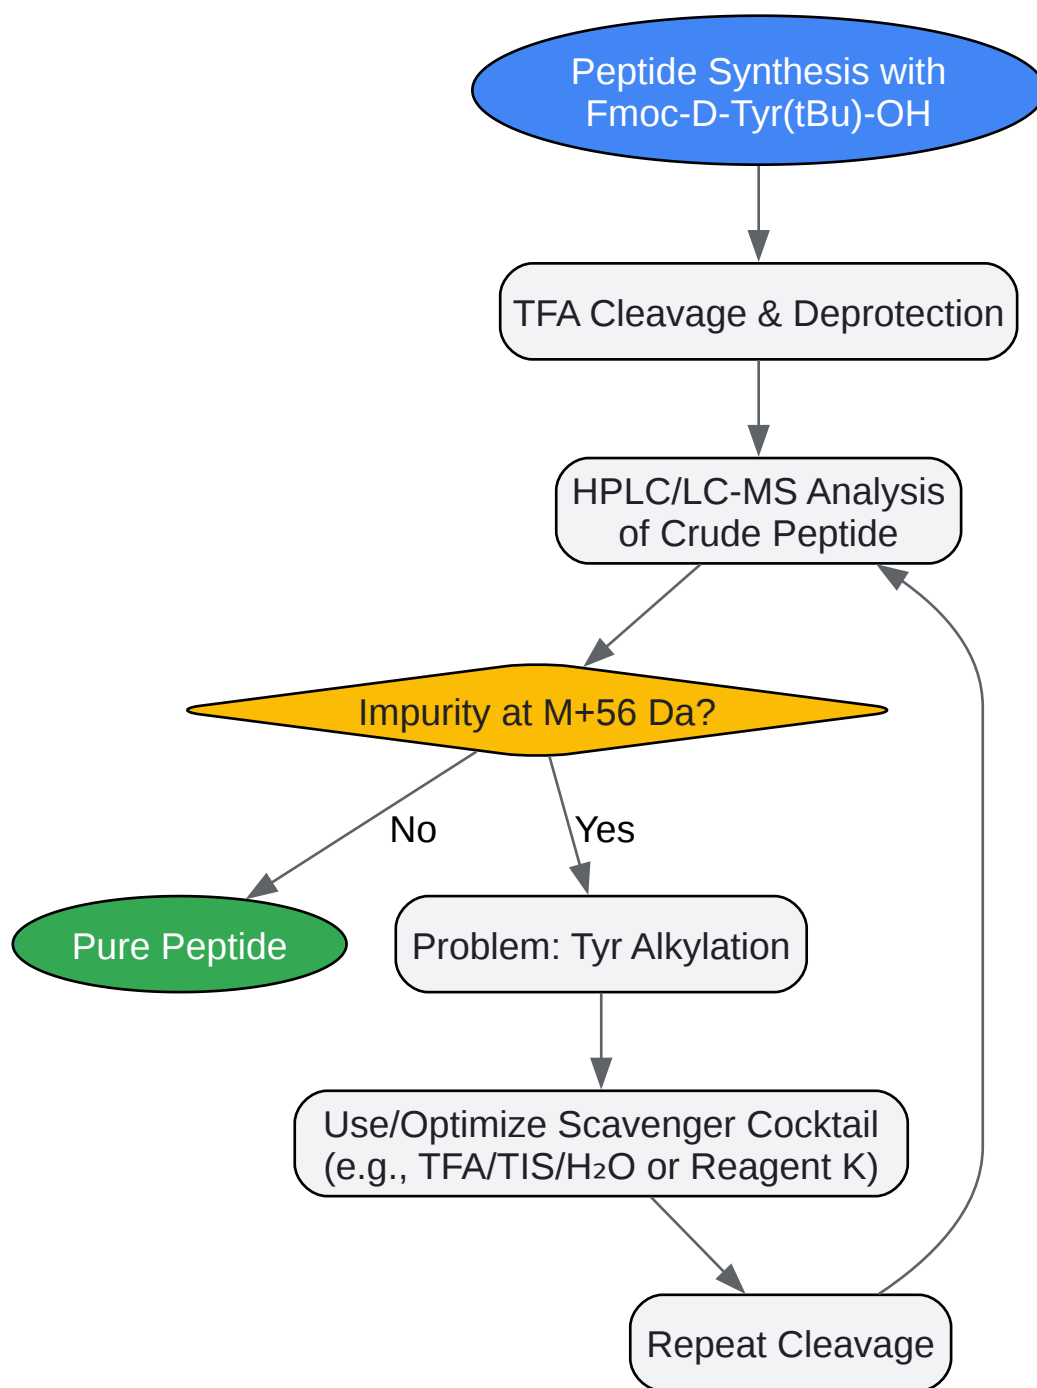 Peptide Synthesis with
Fmoc-D-Tyr(tBu)-OH
TFA Cleavage & Deprotection
HPLC/LC-MS Analysis
of Crude Peptide
Impurity at M+56 Da?
No
Yes
Pure Peptide
Problem: Tyr Alkylation
Use/Optimize Scavenger Cocktail
(e.g., TFA/TIS/H₂O or Reagent K)
Repeat Cleavage